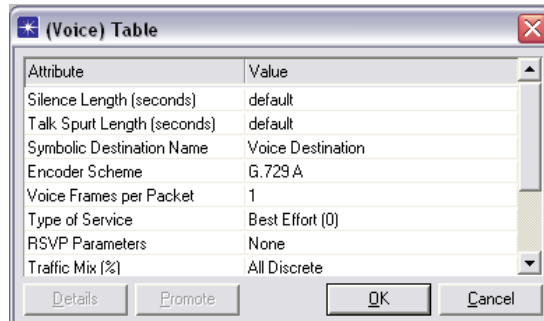 (Voice) Table
Attribute Value
Silence Length (seconds) default
Talk Spurt Length (seconds) default
Symbolic Destination Name Voice Destination
Encoder Scheme G.729 A
Voice Frames per Packet 1
Type of Service Best Effort (0)
RSVP Parameters None
Traffic Mix (%) All Discrete
Details Promote OK Cancel